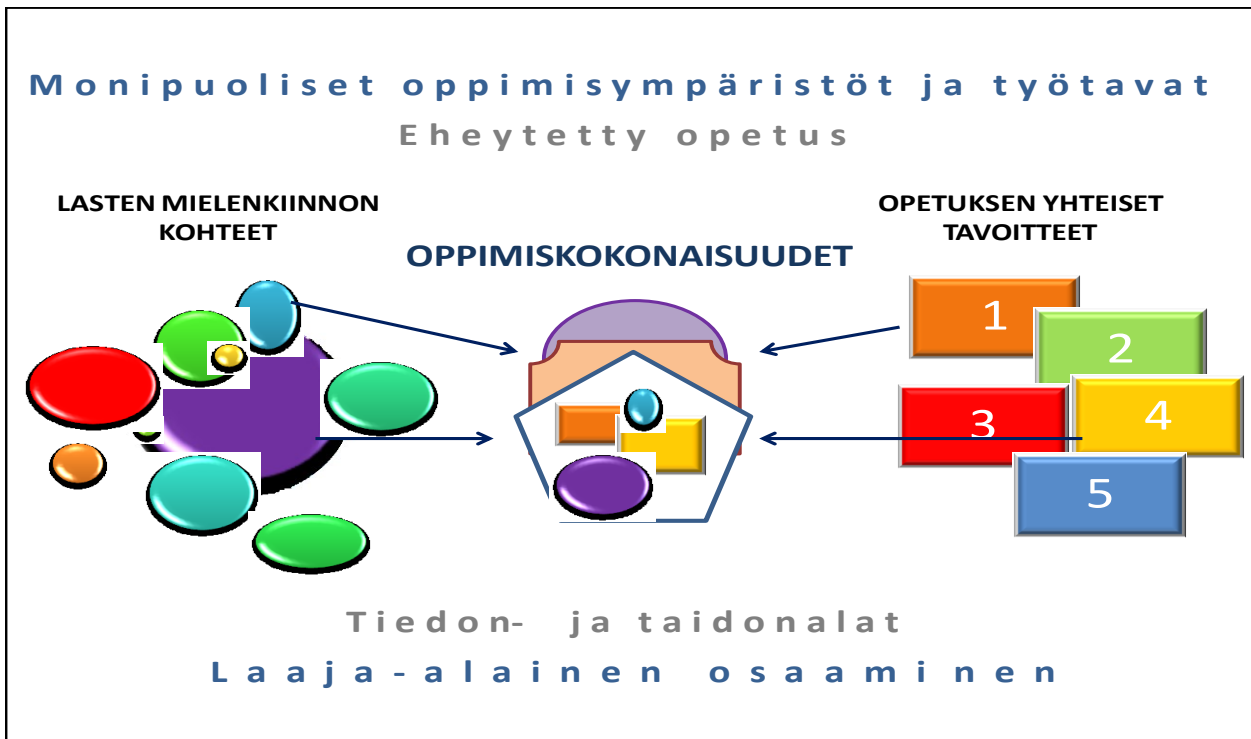 Monipuoliset oppimisympäristöt ja työtavat
Eheytetty opetus
LASTEN MIELENKIINNON
KOHTEET
OPPIMISKOKONAISUUDET
OPETUKSEN YHTEISET
TAVOITTEET
1
2
3
4
5
Tiedon- ja taidonalat
Laaja-alainen osaaminen